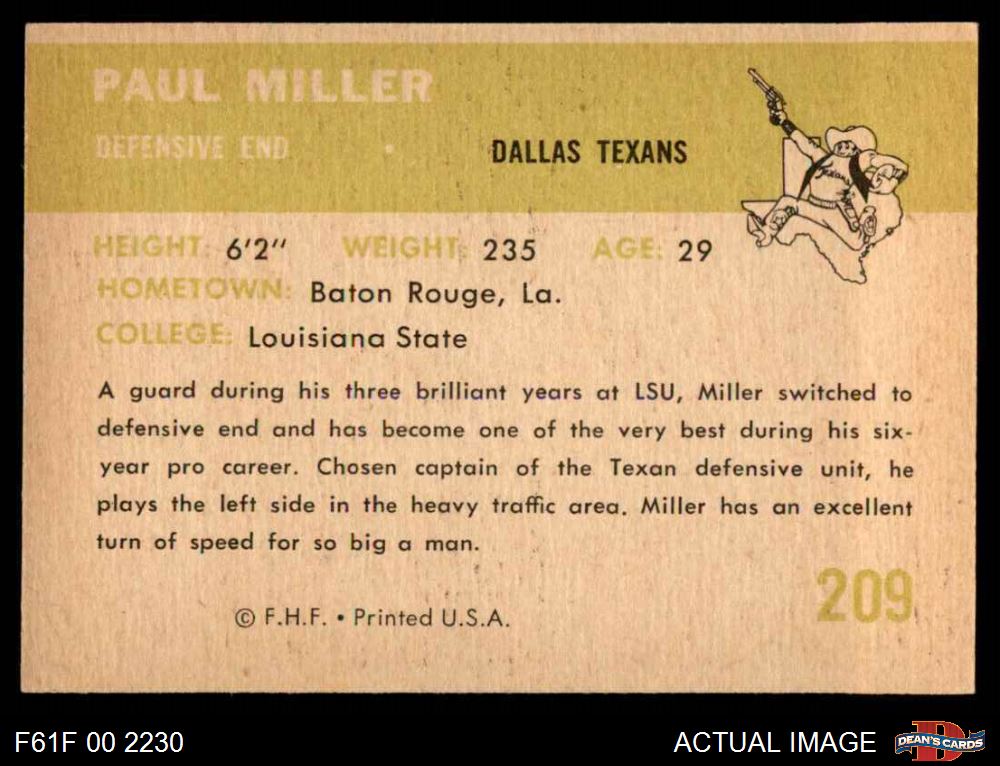 PAUL MILLER
DEFENSIVE END • DALLAS TEXANS
Texans
HEIGHT: 6'2" WEIGHT: 235 AGE: 29
HOMETOWN: Baton Rouge, La.
COLLEGE: Louisiana State
A guard during his three brilliant years at LSU, Miller switched to
defensive end and has become one of the very best during his six-
year pro career. Chosen captain of the Texan defensive unit, he
plays the left side in the heavy traffic area. Miller has an excellent
turn of speed for so big a man.
209
© F.H.F. • Printed U.S.A.
F61F 00 2230
ACTUAL IMAGE
DEAN'S CARDS